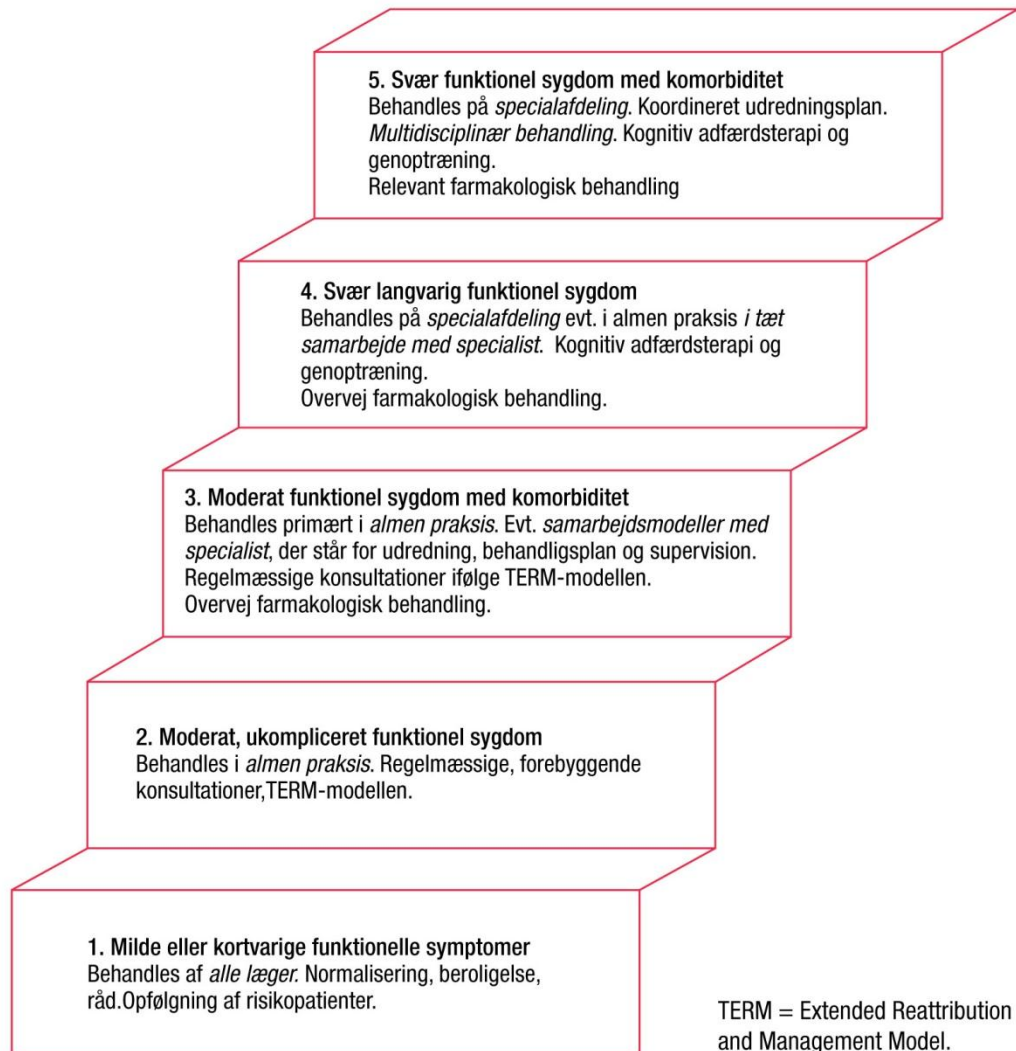 5. Svær funktionel sygdom med komorbiditet
Behandles på specialafdeling. Koordineret udredningsplan.
Multidisciplinær behandling. Kognitiv adfærdsterapi og
genoptræning.
Relevant farmakologisk behandling
4. Svær langvarig funktionel sygdom
Behandles på specialafdeling evt. i almen praksis i tæt
samarbejde med specialist. Kognitiv adfærdsterapi og
genoptræning.
Overvej farmakologisk behandling.
3. Moderat funktionel sygdom med komorbiditet
Behandles primært i almen praksis. Evt. samarbejdsmodeller med
specialist, der står for udredning, behandligsplan og supervision.
Regelmæssige konsultationer ifølge TERM-modellen.
Overvej farmakologisk behandling.
2. Moderat, ukompliceret funktionel sygdom
Behandles i almen praksis. Regelmæssige, forebyggende
konsultationer,TERM-modellen.
1. Milde eller kortvarige funktionelle symptomer
Behandles af alle læger. Normalisering, beroligelse,
råd.Opfølgning af risikopatienter.
TERM = Extended Reattribution
and Management Model.